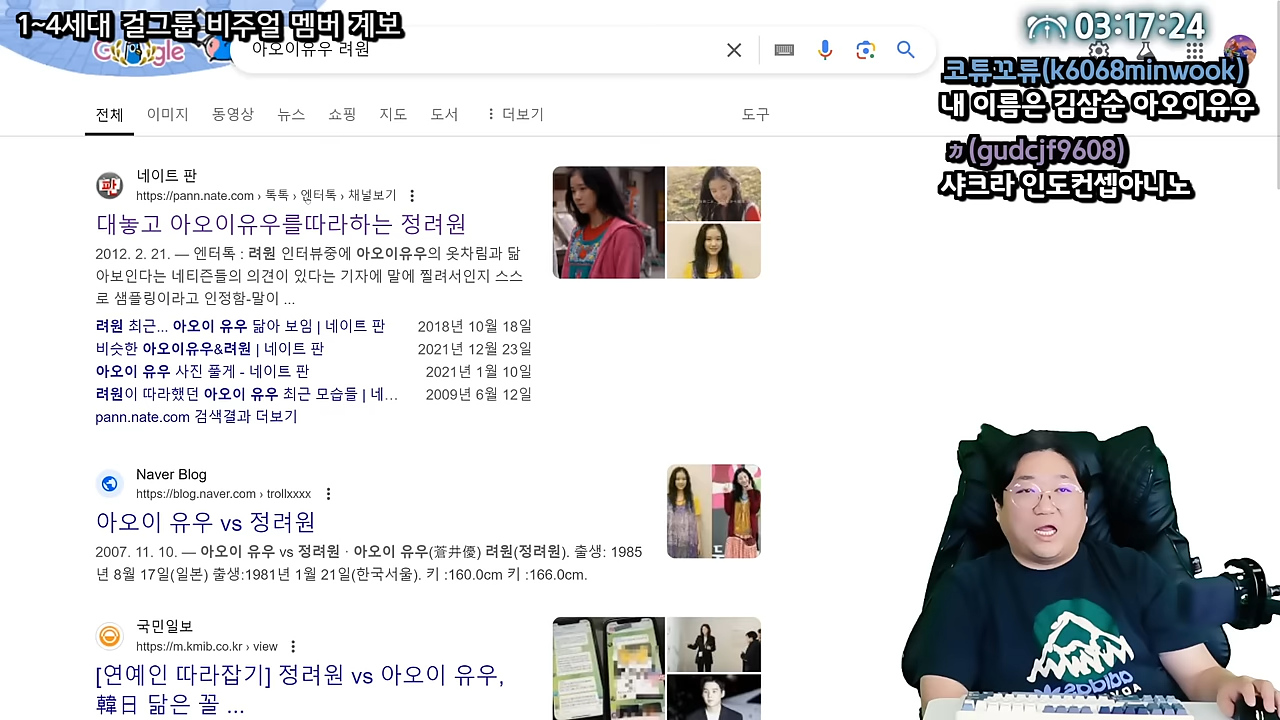 1~4세대 걸그룹 비주얼 멤버 계보
03:17:24
Google
아오이유우 려원
코튜꼬류(k6068minwook)
내 이름은 김삼순 아오이유우
ㅉ(gudcjf9608)
샤크라 인도컨셉아니노
전체 이미지 동영상 뉴스 쇼핑 지도 도서 더보기 도구
네이트 판
https://pann.nate.com › 톡톡 › 엔터톡 › 채널보기
대놓고 아오이유우를따라하는 정려원
2012. 2. 21. — 엔터톡 : 려원 인터뷰중에 아오이유우의 옷차림과 닮
아보인다는 네티즌들의 의견이 있다는 기자에 말에 찔려서인지 스스
로 샘플링이라고 인정함-말이 ...
려원 최근... 아오이 유우 닮아 보임 | 네이트 판 2018년 10월 18일
비슷한 아오이유우&려원 | 네이트 판 2021년 12월 23일
아오이 유우 사진 풀게 - 네이트 판 2021년 1월 10일
려원이 따라했던 아오이 유우 최근 모습들 | 네... 2009년 6월 12일
pann.nate.com 검색결과 더보기
Naver Blog
https://blog.naver.com › trollxxxx
아오이 유우 vs 정려원
2007. 11. 10. — 아오이 유우 vs 정려원 · 아오이 유우(蒼井優) 려원(정려원). 출생: 1985
년 8월 17일(일본) 출생:1981년 1월 21일(한국서울). 키 :160.0cm 키 :166.0cm.
국민일보
https://m.kmib.co.kr › view
[연예인 따라잡기] 정려원 vs 아오이 유우,
韓日 닮은 꼴 ...
adidas